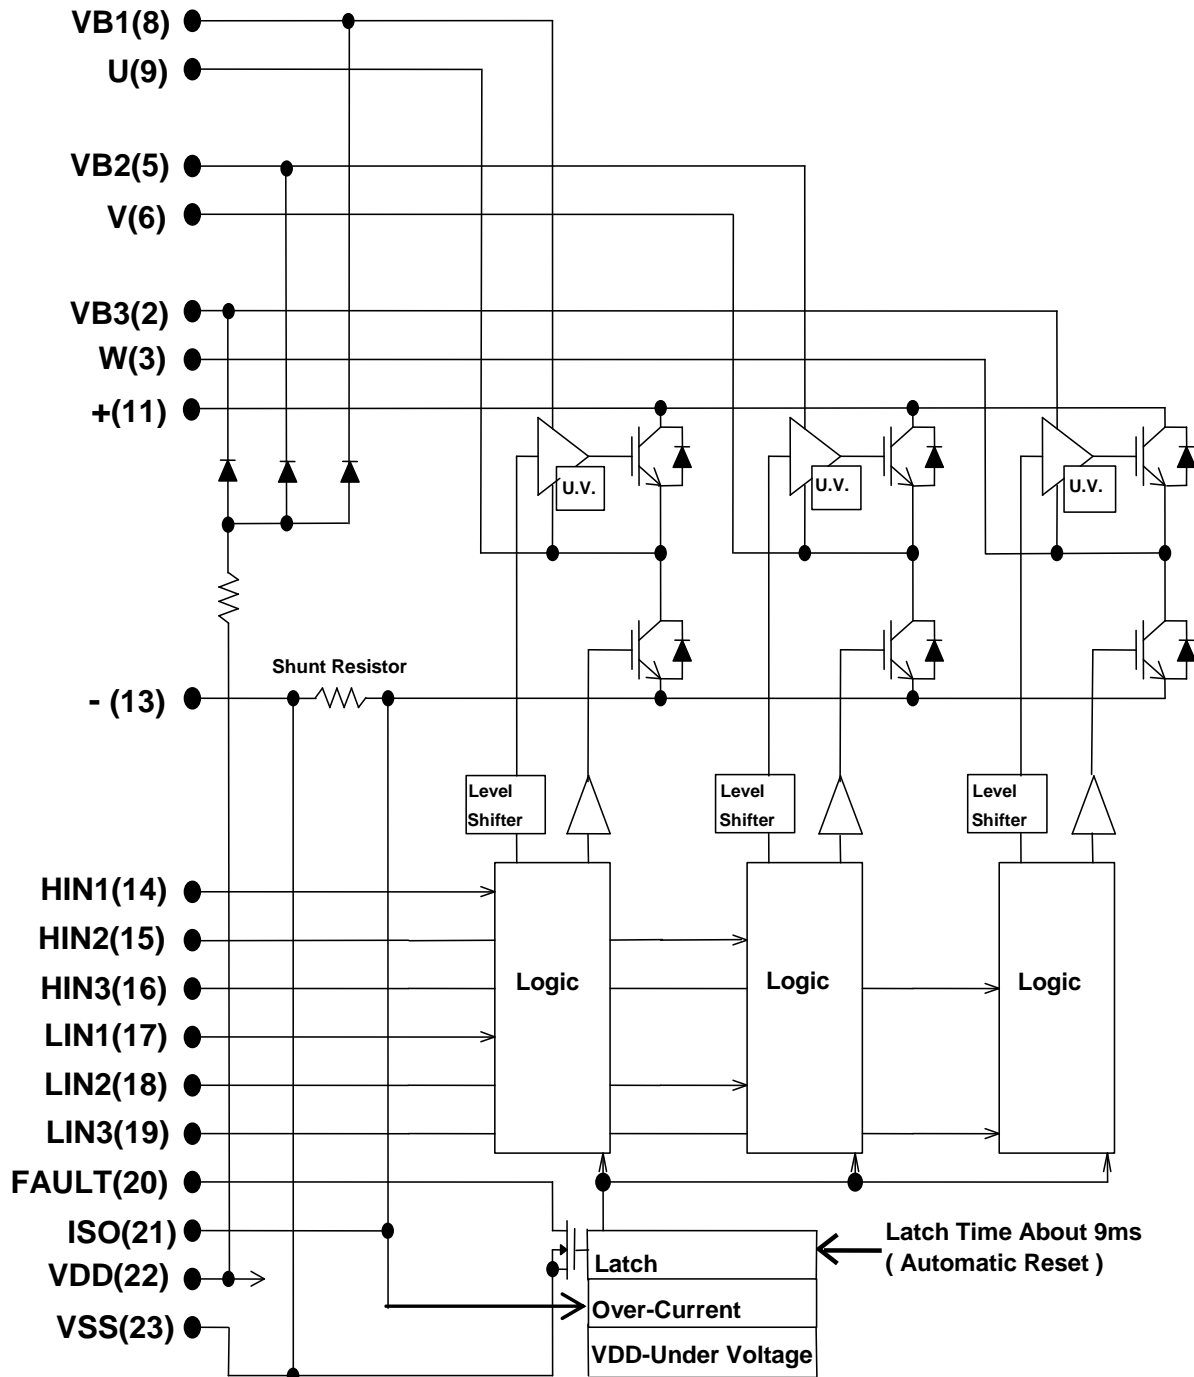 VB1(8)
U(9)
VB2(5)
V(6)
VB3(2)
W(3)
+(11)
U.V.
U.V.
U.V.
Shunt Resistor
- (13)
Level
Shifter
Level
Shifter
Level
Shifter
HIN1(14)
HIN2(15)
HIN3(16)
LIN1(17)
LIN2(18)
LIN3(19)
Logic
Logic
Logic
FAULT(20)
ISO(21)
VDD(22)
VSS(23)
Latch
Over-Current
VDD-Under Voltage
Latch Time About 9ms
( Automatic Reset )